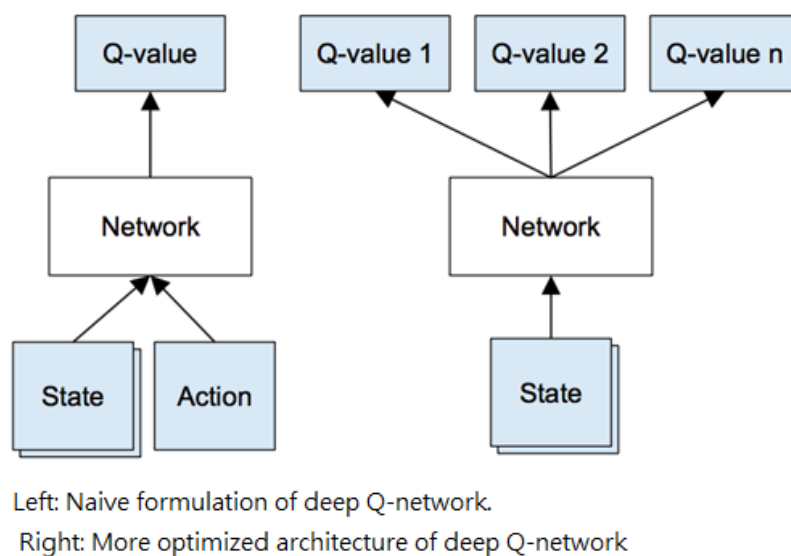 Q-value
Q-value 1
Q-value 2
Q-value n
Network
Network
State
Action
State
Left: Naive formulation of deep Q-network.
Right: More optimized architecture of deep Q-network